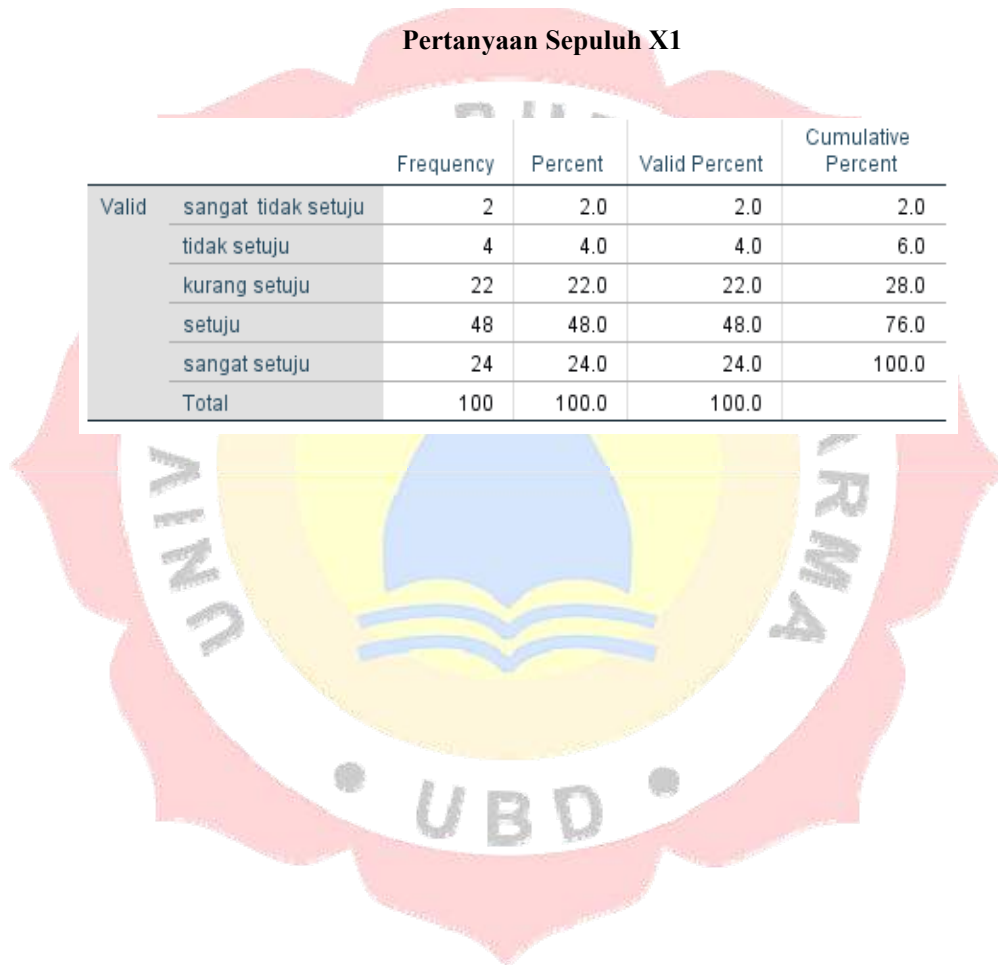 Pertanyaan Sepuluh X1
Frequency Percent Valid Percent Cumulative Percent
Valid sangat tidak setuju 2 2.0 2.0 2.0
tidak setuju 4 4.0 4.0 6.0
kurang setuju 22 22.0 22.0 28.0
setuju 48 48.0 48.0 76.0
sangat setuju 24 24.0 24.0 100.0
Total 100 100.0 100.0
UBD